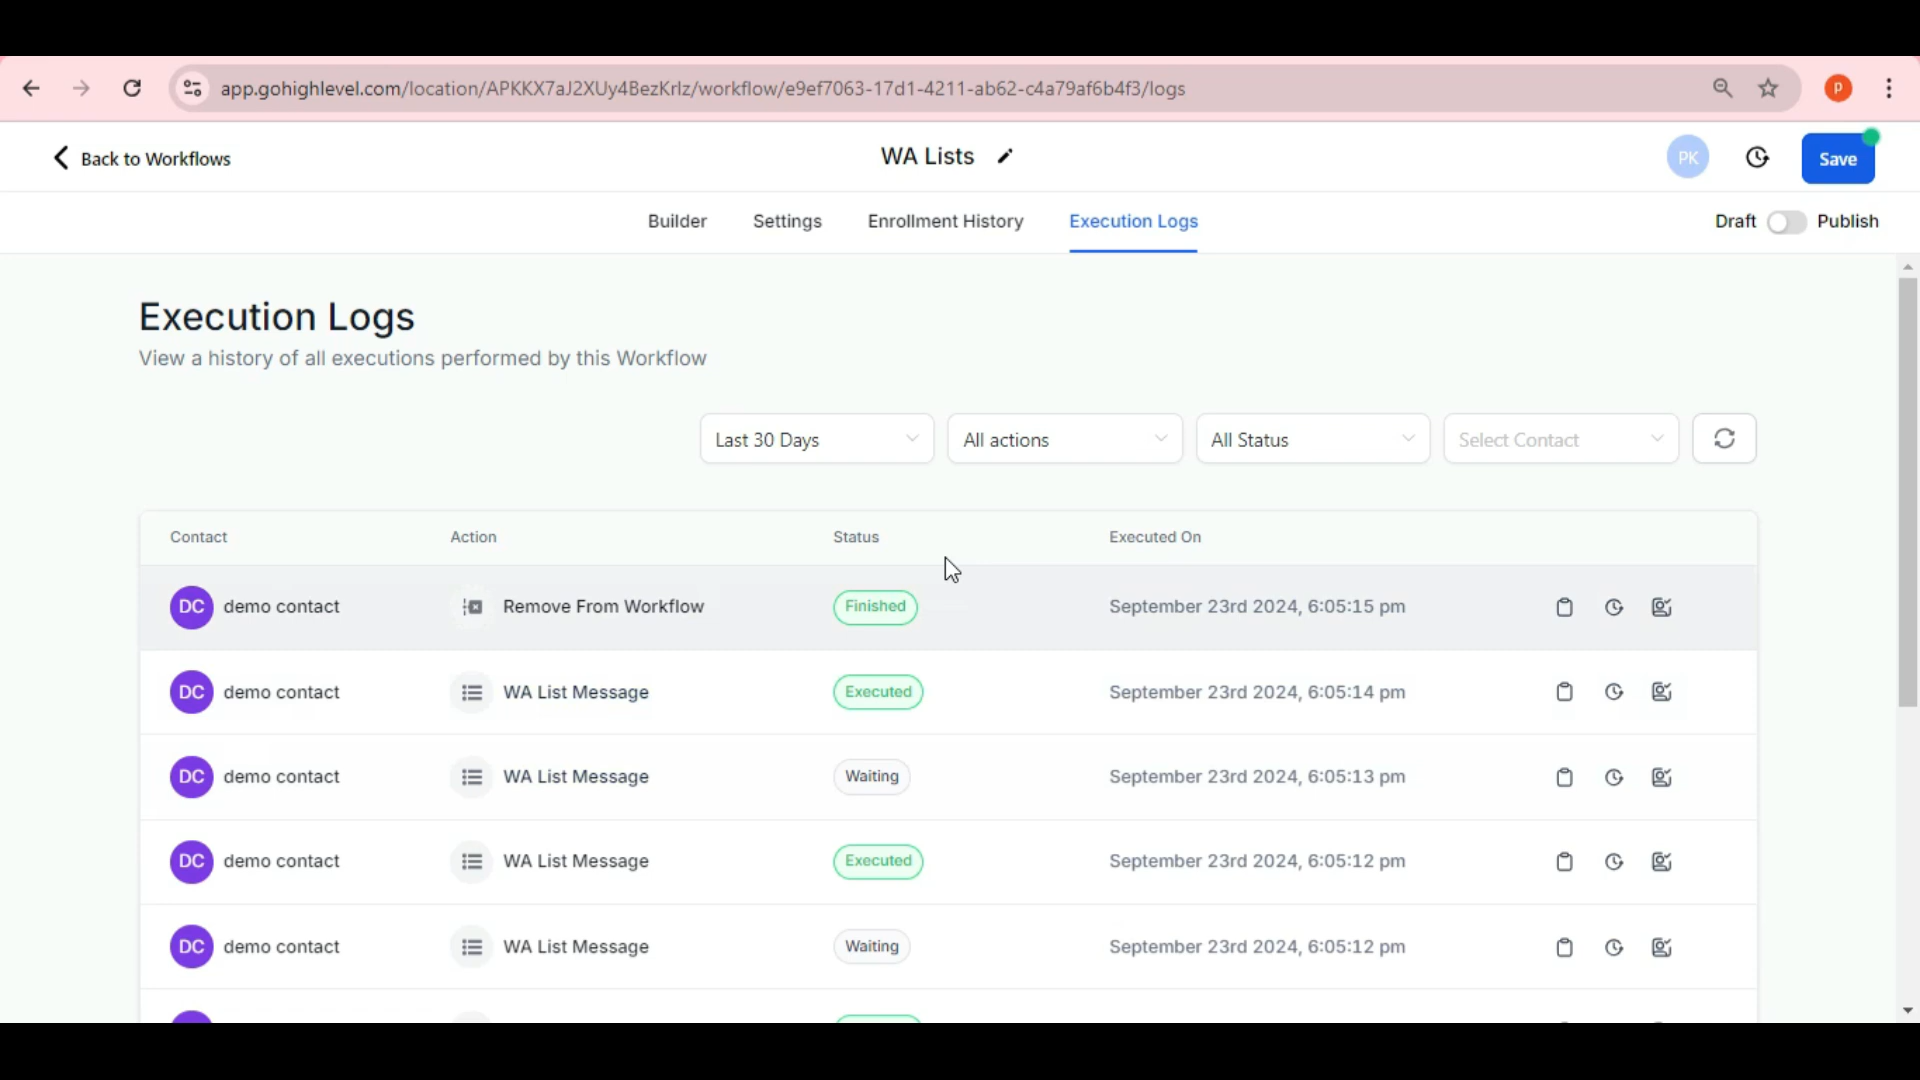 app.gohighlevel.com/location/APKKX7aJ2XUy4BezKrlz/workflow/e9ef7063-17d1-4211-ab62-c4a79af6b4f3/logs
P
Back to Workflows
WA Lists
PK
Save
Builder
Settings
Enrollment History
Execution Logs
Draft
Publish
Execution Logs
View a history of all executions performed by this Workflow
Last 30 Days
All actions
All Status
Select Contact
Contact Action Status Executed On
DC demo contact Remove From Workflow Finished September 23rd 2024, 6:05:15 pm
DC demo contact WA List Message Executed September 23rd 2024, 6:05:14 pm
DC demo contact WA List Message Waiting September 23rd 2024, 6:05:13 pm
DC demo contact WA List Message Executed September 23rd 2024, 6:05:12 pm
DC demo contact WA List Message Waiting September 23rd 2024, 6:05:12 pm